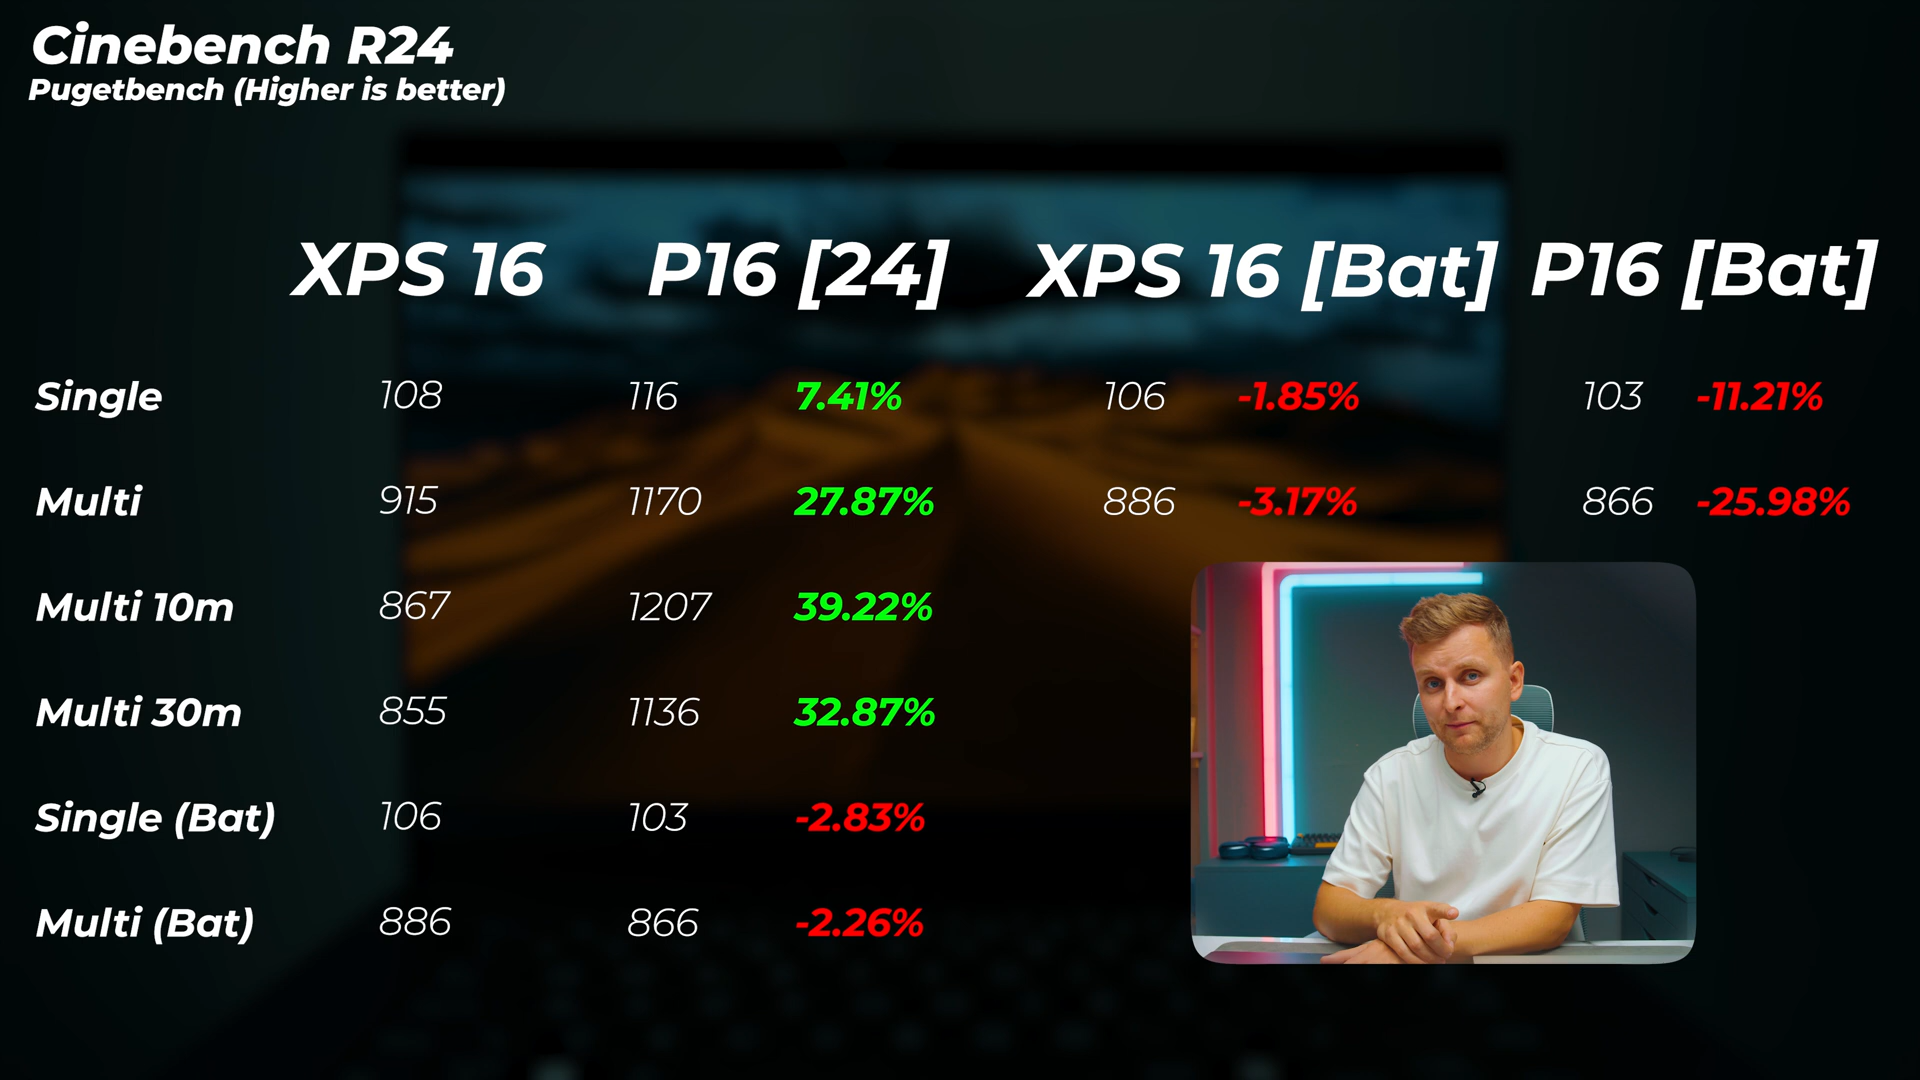 Cinebench R24
Pugetbench (Higher is better)
XPS 16 P16 [24] XPS 16 [Bat] P16 [Bat]
Single 108 116 7.41% 106 -1.85% 103 -11.21%
Multi 915 1170 27.87% 886 -3.17% 866 -25.98%
Multi 10m 867 1207 39.22%
Multi 30m 855 1136 32.87%
Single (Bat) 106 103 -2.83%
Multi (Bat) 886 866 -2.26%